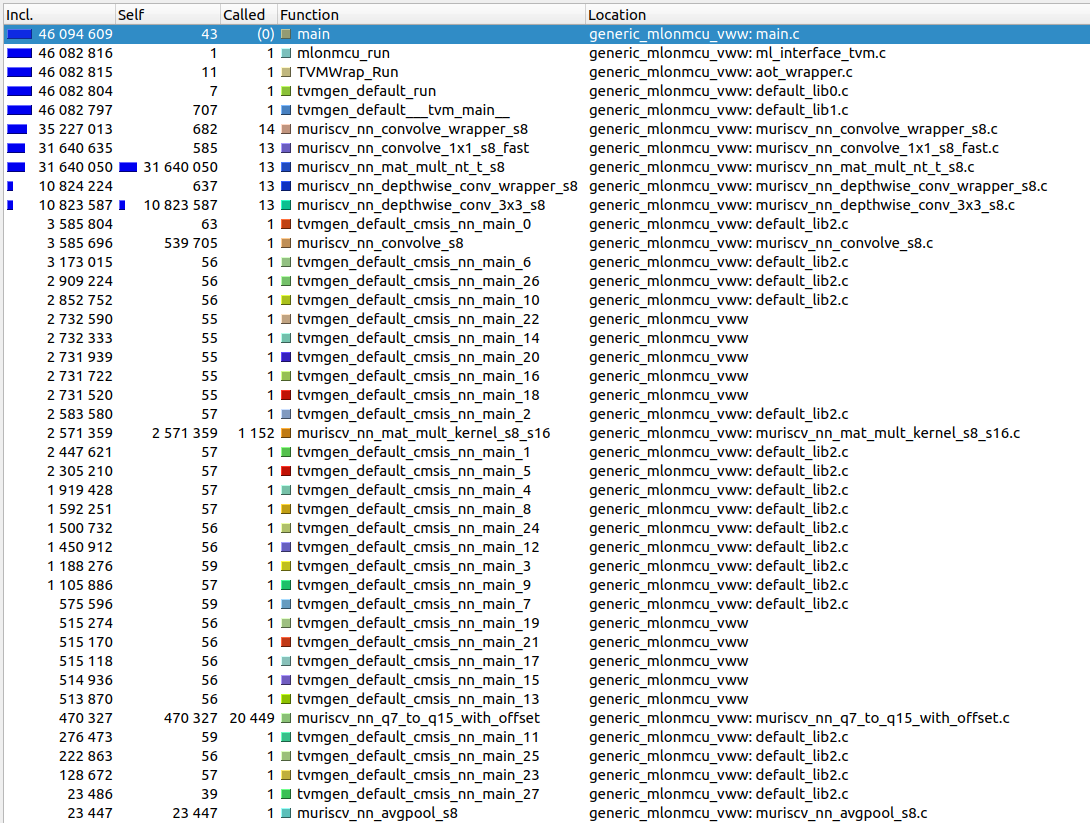 Incl. Self Called Function Location
46 094 609 43 (0) main generic_mlonmcu_vww: main.c
46 082 816 1 1 mlonmcu_run generic_mlonmcu_vww: ml_interface_tvm.c
46 082 815 11 1 TVMWrap_Run generic_mlonmcu_vww: aot_wrapper.c
46 082 804 7 1 tvmgen_default_run generic_mlonmcu_vww: default_lib0.c
46 082 797 707 1 tvmgen_default___tvm_main__ generic_mlonmcu_vww: default_lib1.c
35 227 013 682 14 muriscv_nn_convolve_wrapper_s8 generic_mlonmcu_vww: muriscv_nn_convolve_wrapper_s8.c
31 640 635 585 13 muriscv_nn_convolve_1x1_s8_fast generic_mlonmcu_vww: muriscv_nn_convolve_1x1_s8_fast.c
31 640 050 31 640 050 13 muriscv_nn_mat_mult_nt_t_s8 generic_mlonmcu_vww: muriscv_nn_mat_mult_nt_t_s8.c
10 824 224 637 13 muriscv_nn_depthwise_conv_wrapper_s8 generic_mlonmcu_vww: muriscv_nn_depthwise_conv_wrapper_s8.c
10 823 587 10 823 587 13 muriscv_nn_depthwise_conv_3x3_s8 generic_mlonmcu_vww: muriscv_nn_depthwise_conv_3x3_s8.c
3 585 804 63 1 tvmgen_default_cmsis_nn_main_0 generic_mlonmcu_vww: default_lib2.c
3 585 696 539 705 1 muriscv_nn_convolve_s8 generic_mlonmcu_vww: muriscv_nn_convolve_s8.c
3 173 015 56 1 tvmgen_default_cmsis_nn_main_6 generic_mlonmcu_vww: default_lib2.c
2 909 224 56 1 tvmgen_default_cmsis_nn_main_26 generic_mlonmcu_vww: default_lib2.c
2 852 752 56 1 tvmgen_default_cmsis_nn_main_10 generic_mlonmcu_vww: default_lib2.c
2 732 590 55 1 tvmgen_default_cmsis_nn_main_22 generic_mlonmcu_vww
2 732 333 55 1 tvmgen_default_cmsis_nn_main_14 generic_mlonmcu_vww
2 731 939 55 1 tvmgen_default_cmsis_nn_main_20 generic_mlonmcu_vww
2 731 722 55 1 tvmgen_default_cmsis_nn_main_16 generic_mlonmcu_vww
2 731 520 55 1 tvmgen_default_cmsis_nn_main_18 generic_mlonmcu_vww
2 583 580 57 1 tvmgen_default_cmsis_nn_main_2 generic_mlonmcu_vww: default_lib2.c
2 571 359 2 571 359 1 152 muriscv_nn_mat_mult_kernel_s8_s16 generic_mlonmcu_vww: muriscv_nn_mat_mult_kernel_s8_s16.c
2 447 621 57 1 tvmgen_default_cmsis_nn_main_1 generic_mlonmcu_vww: default_lib2.c
2 305 210 57 1 tvmgen_default_cmsis_nn_main_5 generic_mlonmcu_vww: default_lib2.c
1 919 428 57 1 tvmgen_default_cmsis_nn_main_4 generic_mlonmcu_vww: default_lib2.c
1 592 251 57 1 tvmgen_default_cmsis_nn_main_8 generic_mlonmcu_vww: default_lib2.c
1 500 732 56 1 tvmgen_default_cmsis_nn_main_24 generic_mlonmcu_vww: default_lib2.c
1 450 912 56 1 tvmgen_default_cmsis_nn_main_12 generic_mlonmcu_vww: default_lib2.c
1 188 276 59 1 tvmgen_default_cmsis_nn_main_3 generic_mlonmcu_vww: default_lib2.c
1 105 886 57 1 tvmgen_default_cmsis_nn_main_9 generic_mlonmcu_vww: default_lib2.c
575 596 59 1 tvmgen_default_cmsis_nn_main_7 generic_mlonmcu_vww: default_lib2.c
515 274 56 1 tvmgen_default_cmsis_nn_main_19 generic_mlonmcu_vww
515 170 56 1 tvmgen_default_cmsis_nn_main_21 generic_mlonmcu_vww
515 118 56 1 tvmgen_default_cmsis_nn_main_17 generic_mlonmcu_vww
514 936 56 1 tvmgen_default_cmsis_nn_main_15 generic_mlonmcu_vww
513 870 56 1 tvmgen_default_cmsis_nn_main_13 generic_mlonmcu_vww
470 327 470 327 20 449 muriscv_nn_q7_to_q15_with_offset generic_mlonmcu_vww: muriscv_nn_q7_to_q15_with_offset.c
276 473 59 1 tvmgen_default_cmsis_nn_main_11 generic_mlonmcu_vww: default_lib2.c
222 863 56 1 tvmgen_default_cmsis_nn_main_25 generic_mlonmcu_vww: default_lib2.c
128 672 57 1 tvmgen_default_cmsis_nn_main_23 generic_mlonmcu_vww: default_lib2.c
23 486 39 1 tvmgen_default_cmsis_nn_main_27 generic_mlonmcu_vww: default_lib2.c
23 447 23 447 1 muriscv_nn_avgpool_s8 generic_mlonmcu_vww: muriscv_nn_avgpool_s8.c